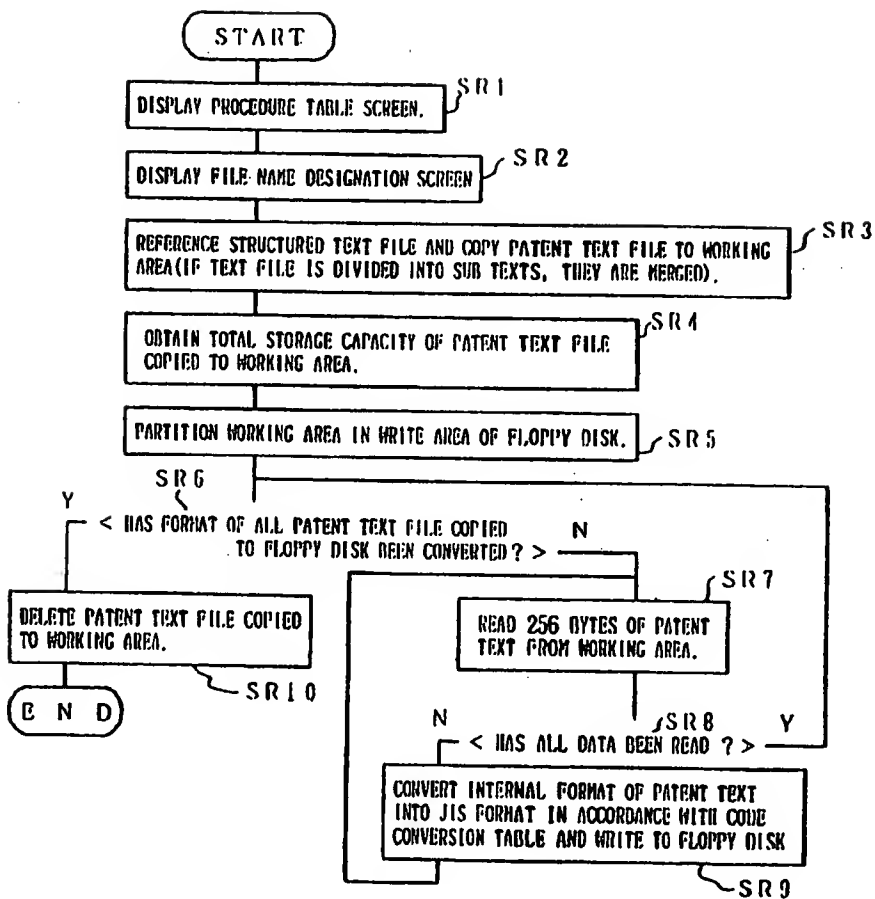 START
SR1
DISPLAY PROCEDURE TABLE SCREEN.
SR2
DISPLAY FILE NAME DESIGNATION SCREEN
SR3
REFERENCE STRUCTURED TEXT FILE AND COPY PATENT TEXT FILE TO WORKING
AREA(IF TEXT FILE IS DIVIDED INTO SUB TEXTS, THEY ARE MERGED).
SR4
OBTAIN TOTAL STORAGE CAPACITY OF PATENT TEXT FILE
COPIED TO WORKING AREA.
PARTITION WORKING AREA IN WRITE AREA OF FLOPPY DISK.
SR5
SR6
Y
< HAS FORMAT OF ALL PATENT TEXT FILE COPIED
TO FLOPPY DISK BEEN CONVERTED? >
N
SR7
DELETE PATENT TEXT FILE COPIED
TO WORKING AREA.
SR10
END
READ 256 BYTES OF PATENT
TEXT FROM WORKING AREA.
SR8
N
< HAS ALL DATA BEEN READ ? >
Y
CONVERT INTERNAL FORMAT OF PATENT TEXT
INTO JIS FORMAT IN ACCORDANCE WITH CODE
CONVERSION TABLE AND WRITE TO FLOPPY DISK
SR9